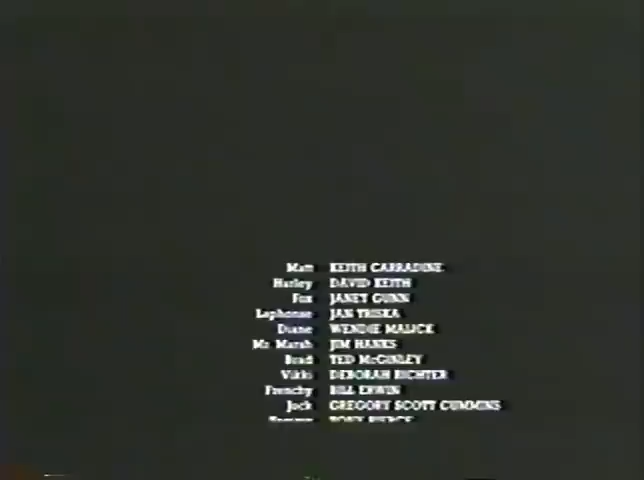 Matt KEITH CARRADINE
Harley DAVID KEITH
Fox JANET GUNN
Laphonse JAN TRISKA
Diane WENDIE MALICK
Mr. Marsh JIM HANKS
Brad TED McGINLEY
Vikki DEBORAH RICHTER
Frenchy BILL ERWIN
Jock GREGORY SCOTT CUMMINS